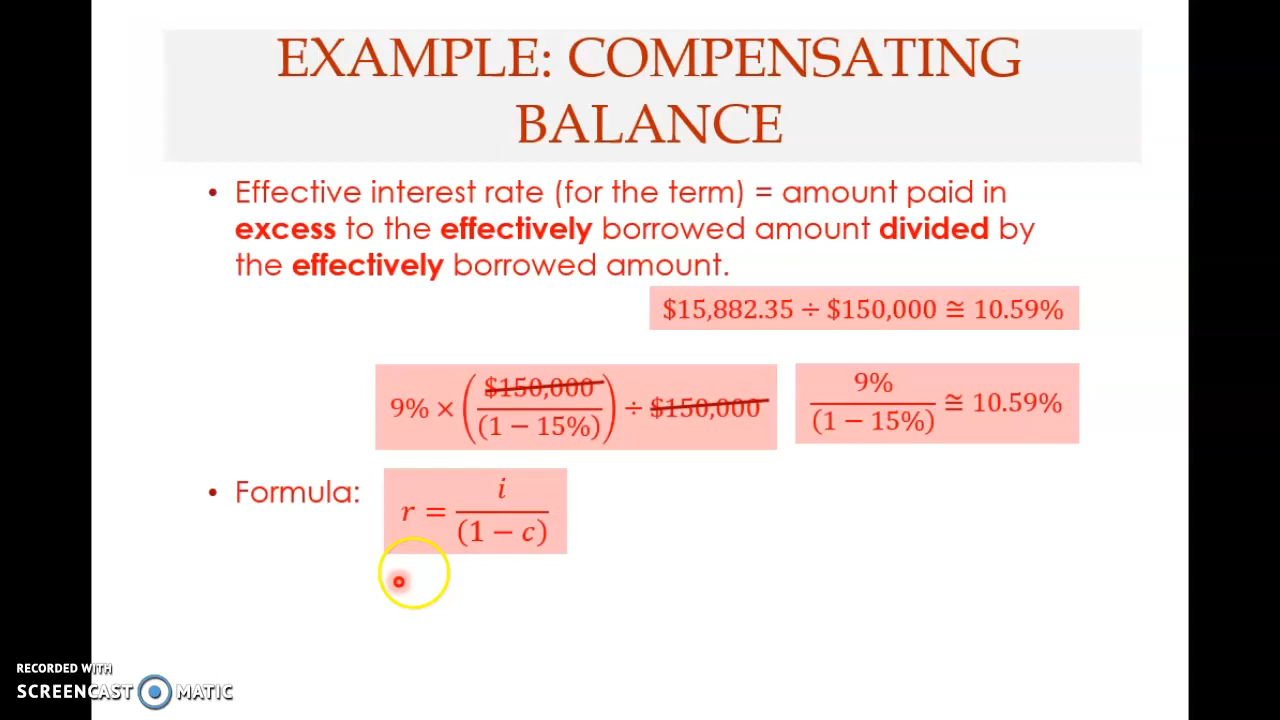 EXAMPLE: COMPENSATING
BALANCE
• Effective interest rate (for the term) = amount paid in
excess to the effectively borrowed amount divided by
the effectively borrowed amount.
$15,882.35 ÷ $150,000 ≅ 10.59%
9% × ($150,000 / (1 − 15%)) ÷ $150,000
9% / (1 − 15%) ≅ 10.59%
• Formula:
r = i / (1 − c)
RECORDED WITH
SCREENCAST MATIC